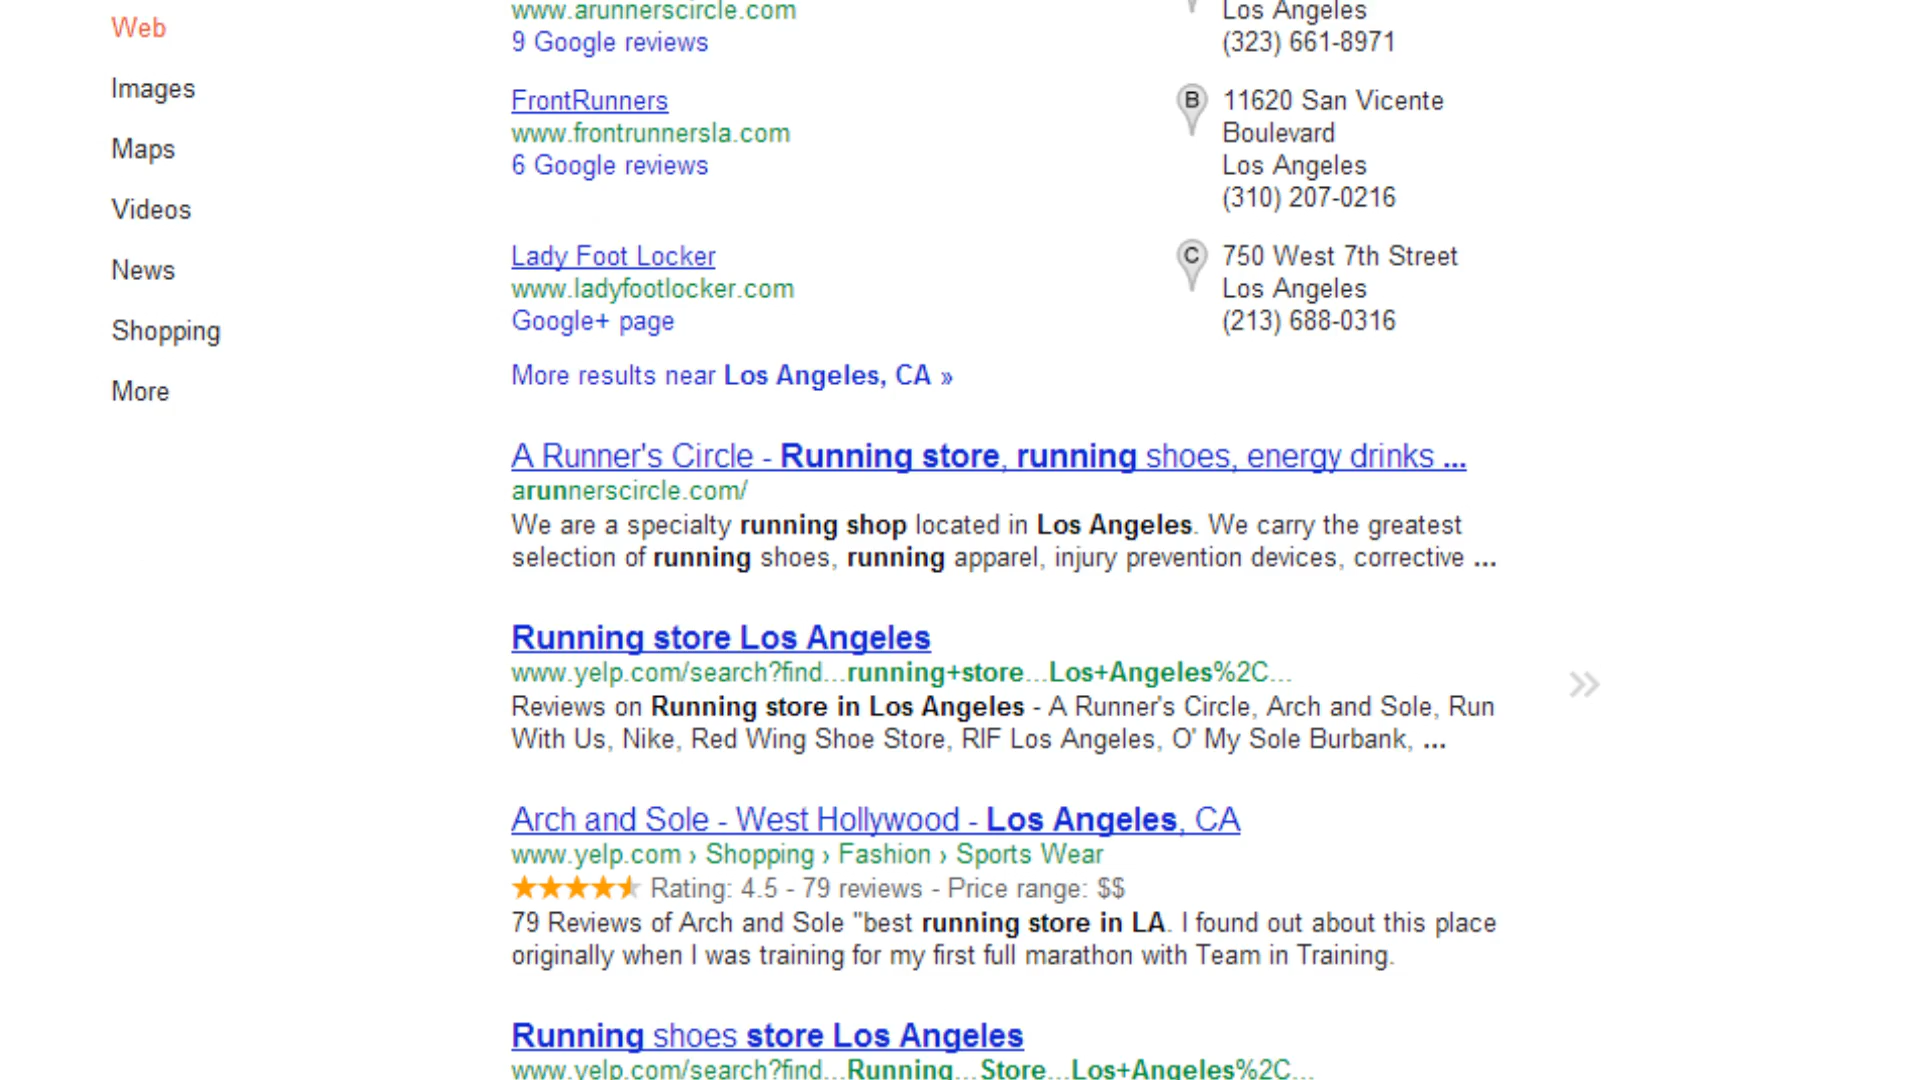 Web
Images
Maps
Videos
News
Shopping
More
www.arunnerscircle.com
9 Google reviews
Los Angeles
(323) 661-8971
FrontRunners
www.frontrunnersla.com
6 Google reviews
B
11620 San Vicente
Boulevard
Los Angeles
(310) 207-0216
Lady Foot Locker
www.ladyfootlocker.com
Google+ page
C
750 West 7th Street
Los Angeles
(213) 688-0316
More results near Los Angeles, CA »
A Runner's Circle - Running store, running shoes, energy drinks ...
arunnerscircle.com/
We are a specialty running shop located in Los Angeles. We carry the greatest
selection of running shoes, running apparel, injury prevention devices, corrective ...
Running store Los Angeles
www.yelp.com/search?find...running+store...Los+Angeles%2C...
Reviews on Running store in Los Angeles - A Runner's Circle, Arch and Sole, Run
With Us, Nike, Red Wing Shoe Store, RIF Los Angeles, O' My Sole Burbank, ...
»
Arch and Sole - West Hollywood - Los Angeles, CA
www.yelp.com › Shopping › Fashion › Sports Wear
Rating: 4.5 - 79 reviews - Price range: $$
79 Reviews of Arch and Sole "best running store in LA. I found out about this place
originally when I was training for my first full marathon with Team in Training.
Running shoes store Los Angeles
www.yelp.com/search?find...Running...Store...Los+Angeles%2C...